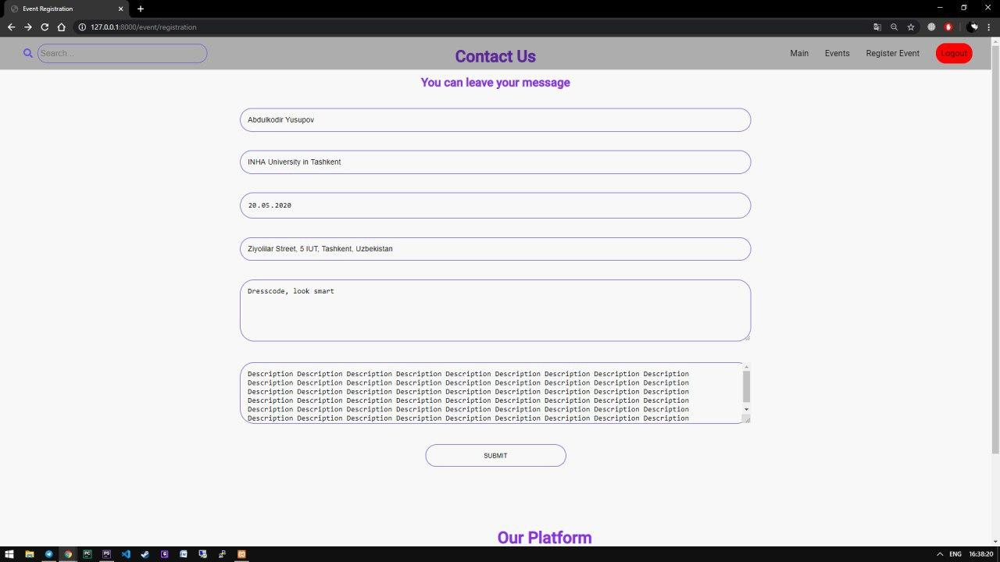 Event Registration
127.0.0.1:8000/event/registration
Search...
Contact Us
Main
Events
Register Event
Logout
You can leave your message
Abdulkodir Yusupov
INHA University in Tashkent
20.05.2020
Ziyolilar Street, 5 IUT, Tashkent, Uzbekistan
Dresscode, look smart
Description Description Description Description Description Description Description Description Description
Description Description Description Description Description Description Description Description Description
Description Description Description Description Description Description Description Description Description
Description Description Description Description Description Description Description Description Description
Description Description Description Description Description Description Description Description Description
Description Description Description Description Description Description Description Description Description
SUBMIT
Our Platform
ENG
16:38:20